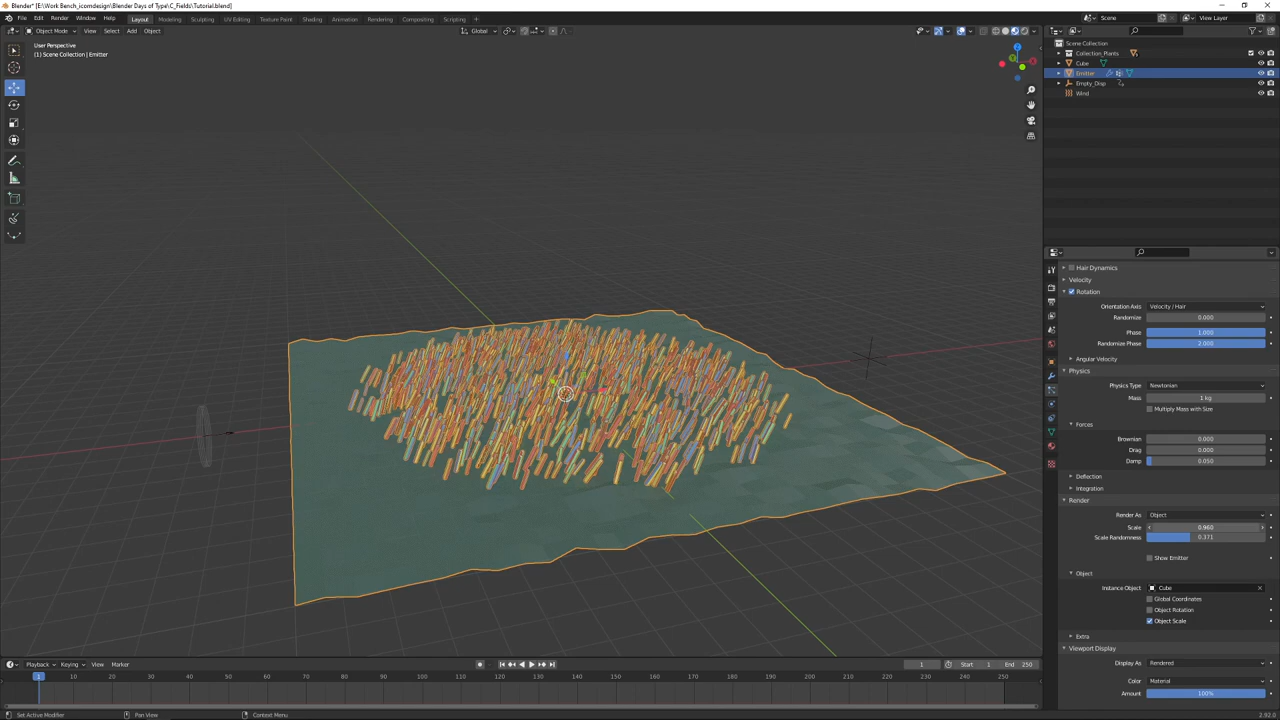 Blender* [E:\Work Bench_icomdesign\Blender Days of Type\C_Fields\Tutorial.blend]
File Edit Render Window Help Layout Modeling Sculpting UV Editing Texture Paint Shading Animation Rendering Compositing Scripting + Scene View Layer
Object Mode View Select Add Object Global
User Perspective
(1) Scene Collection | Emitter
Scene Collection
Collection_Plants
Cube
Emitter
Empty_Disp
Wind
Hair Dynamics
Velocity
Rotation
Orientation Axis Velocity / Hair
Randomize 0.000
Phase 1.000
Randomize Phase 2.000
Angular Velocity
Physics
Physics Type Newtonian
Mass 1 kg
Multiply Mass with Size
Forces
Brownian 0.000
Drag 0.000
Damp 0.050
Deflection
Integration
Render
Render As Object
Scale 0.960
Scale Randomness 0.371
Show Emitter
Object
Instance Object Cube
Global Coordinates
Object Rotation
Object Scale
Extra
Viewport Display
Display As Rendered
Color Material
Amount 100%
Playback Keying View Marker 1 Start 1 End 250
1 10 20 30 40 50 60 70 80 90 100 110 120 130 140 150 160 170 180 190 200 210 220 230 240 250
Set Active Modifier Pan View Context Menu 2.92.0